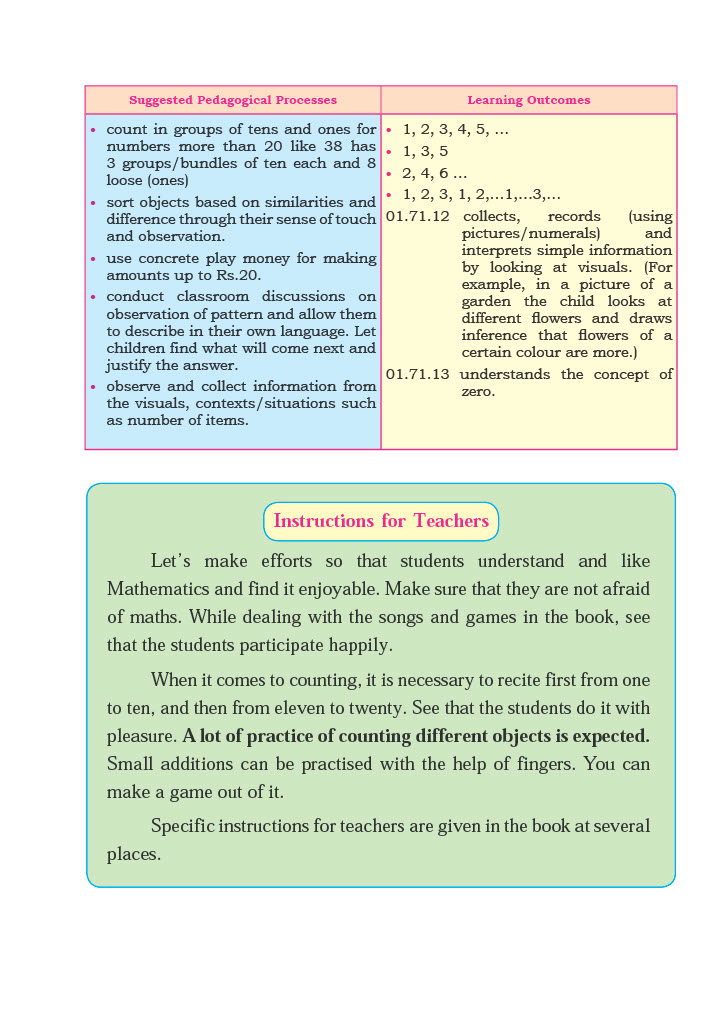 Suggested Pedagogical Processes
Learning Outcomes
• count in groups of tens and ones for
numbers more than 20 like 38 has
3 groups/bundles of ten each and 8
loose (ones)
• sort objects based on similarities and
difference through their sense of touch
and observation.
• use concrete play money for making
amounts up to Rs.20.
• conduct classroom discussions on
observation of pattern and allow them
to describe in their own language. Let
children find what will come next and
justify the answer.
• observe and collect information from
the visuals, contexts/situations such
as number of items.
• 1, 2, 3, 4, 5, ...
• 1, 3, 5
• 2, 4, 6 ...
• 1, 2, 3, 1, 2,...1,...3,...
01.71.12 collects, records (using
pictures/numerals) and
interprets simple information
by looking at visuals. (For
example, in a picture of a
garden the child looks at
different flowers and draws
inference that flowers of a
certain colour are more.)
01.71.13 understands the concept of
zero.
Instructions for Teachers
Let's make efforts so that students understand and like
Mathematics and find it enjoyable. Make sure that they are not afraid
of maths. While dealing with the songs and games in the book, see
that the students participate happily.
When it comes to counting, it is necessary to recite first from one
to ten, and then from eleven to twenty. See that the students do it with
pleasure. A lot of practice of counting different objects is expected.
Small additions can be practised with the help of fingers. You can
make a game out of it.
Specific instructions for teachers are given in the book at several
places.